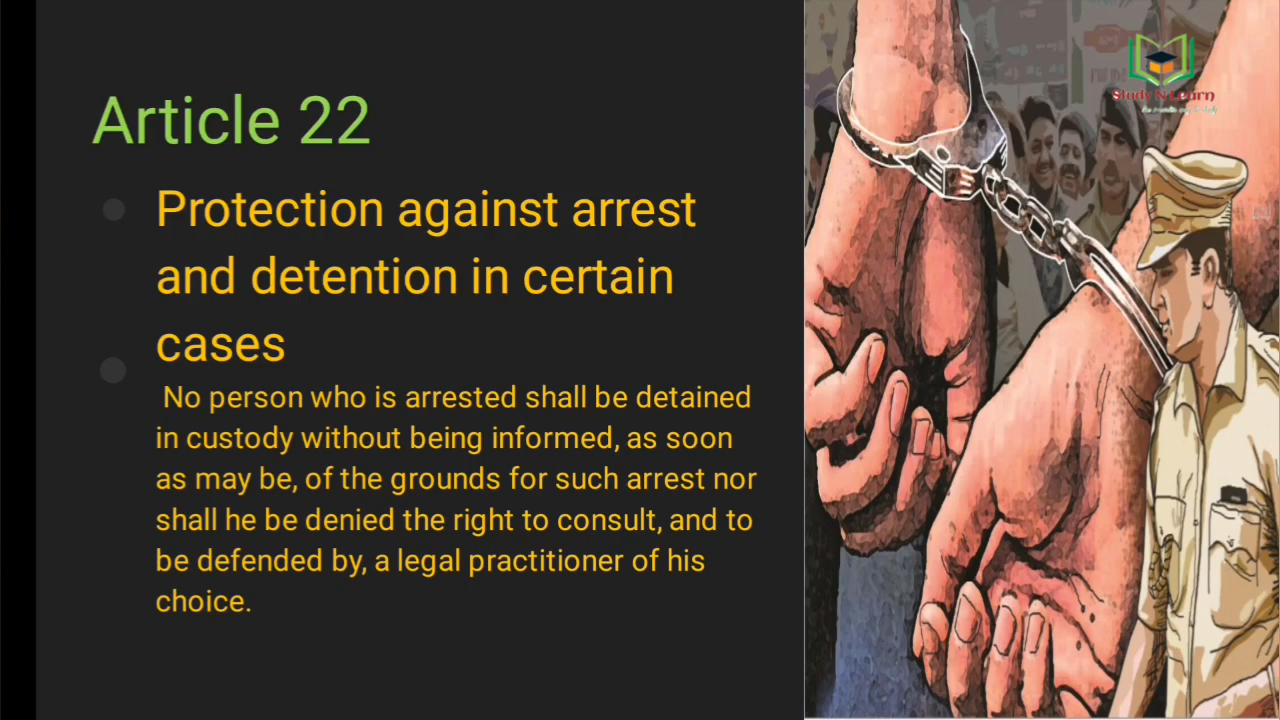 Article 22
Protection against arrest
and detention in certain
cases
No person who is arrested shall be detained
in custody without being informed, as soon
as may be, of the grounds for such arrest nor
shall he be denied the right to consult, and to
be defended by, a legal practitioner of his
choice.
Study N Learn